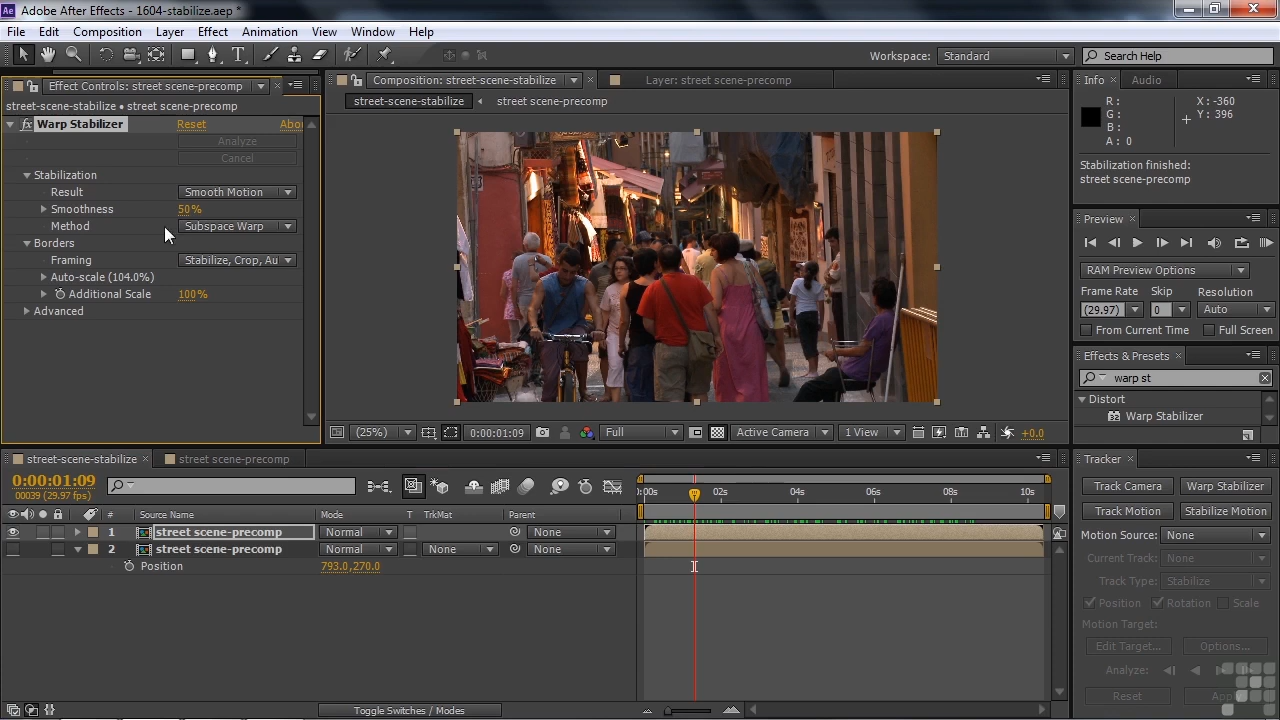 Ae Adobe After Effects - 1604-stabilize.aep *
File Edit Composition Layer Effect Animation View Window Help
Workspace: Standard Search Help
Effect Controls: street scene-precomp
Composition: street-scene-stabilize
Layer: street scene-precomp
Info Audio
street-scene-stabilize • street scene-precomp
street-scene-stabilize street scene-precomp
fx Warp Stabilizer Reset Abo
Analyze
Cancel
Stabilization
Result Smooth Motion
Smoothness 50%
Method Subspace Warp
Borders
Framing Stabilize, Crop, Au
Auto-scale (104.0%)
Additional Scale 100%
Advanced
R: X: -360
G: Y: 396
B:
A: 0
Stabilization finished:
street scene-precomp
Preview
RAM Preview Options
Frame Rate Skip Resolution
(29.97) 0 Auto
From Current Time Full Screen
Effects & Presets
warp st
Distort
Warp Stabilizer
(25%) 0:00:01:09 Full Active Camera 1 View +0.0
street-scene-stabilize street scene-precomp
0:00:01:09
00039 (29.97 fps)
0:00s 02s 04s 06s 08s 10s
# Source Name Mode T TrkMat Parent
1 street scene-precomp Normal None
2 street scene-precomp Normal None None
Position 793.0,270.0
Toggle Switches / Modes
Tracker
Track Camera Warp Stabilizer
Track Motion Stabilize Motion
Motion Source: None
Current Track: None
Track Type: Stabilize
Position Rotation Scale
Motion Target:
Edit Target... Options...
Analyze:
Reset Apply